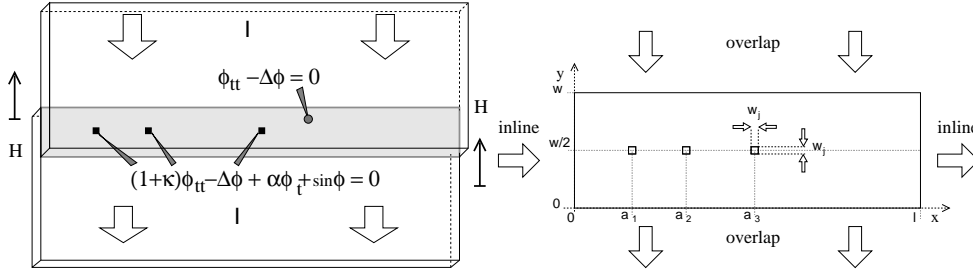 I
ϕtt −Δϕ = 0
H
H
(1+κ)ϕtt−Δϕ + αϕt+sinϕ = 0
I
overlap
y
w
inline
wj
inline
w/2
wj
0
0
a1
a2
a3
l
x
overlap